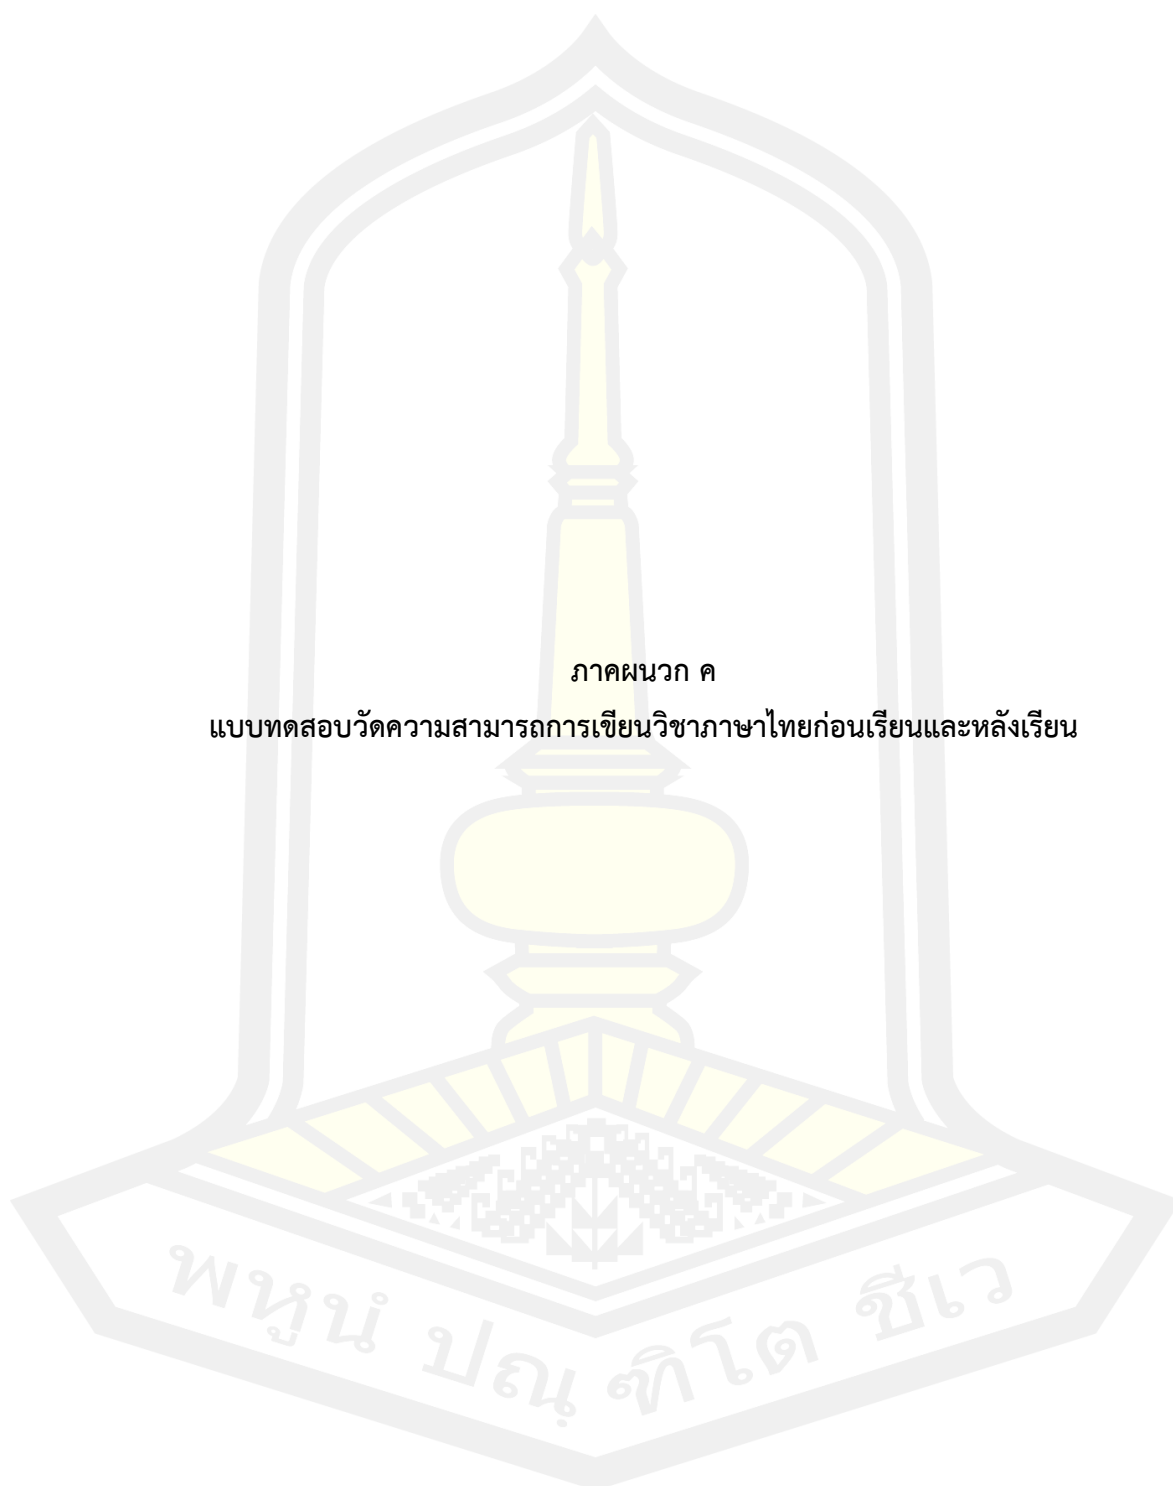 ภาคผนวก ค
แบบทดสอบวัดความสามารถการเขียนวิชาภาษาไทยก่อนเรียนและหลังเรียน
พหูนํ ปณฺฑิโต ชีเว